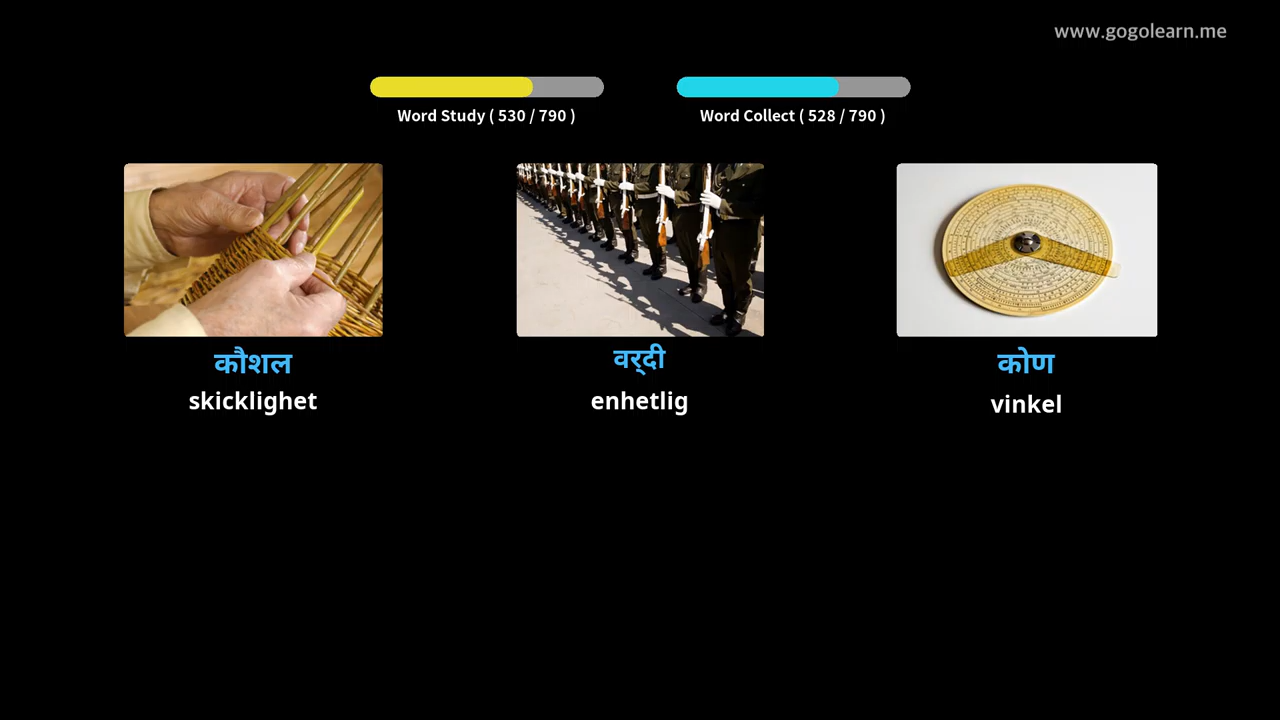 www.gogolearn.me
Word Study ( 530 / 790 )
Word Collect ( 528 / 790 )
कौशल
वर्दी
कोण
skicklighet
enhetlig
vinkel